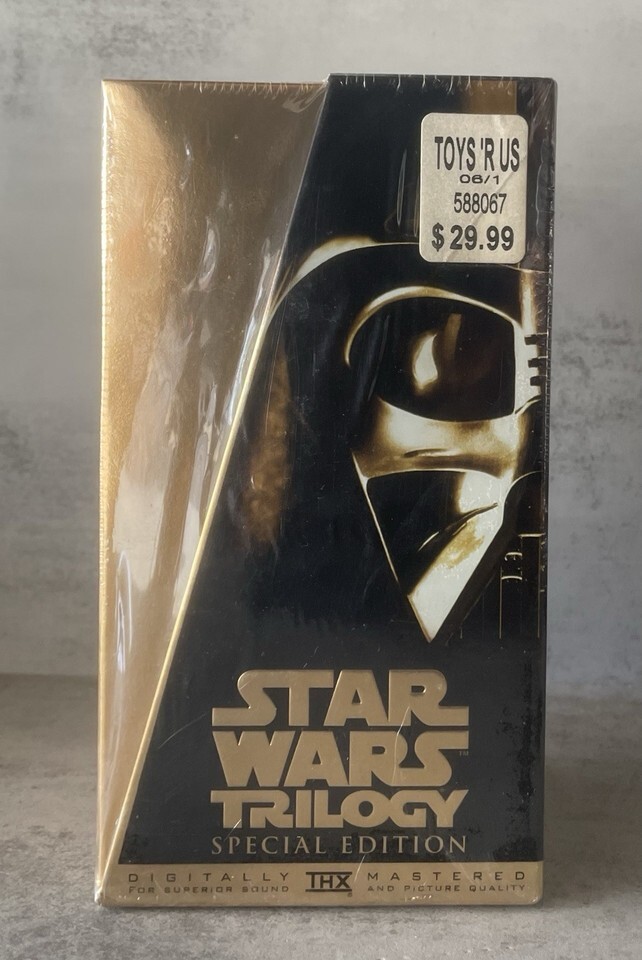 TOYS 'R US
06/1
588067
$29.99
STAR
WARS™
TRILOGY
SPECIAL EDITION
DIGITALLY THX MASTERED
FOR SUPERIOR SOUND AND PICTURE QUALITY